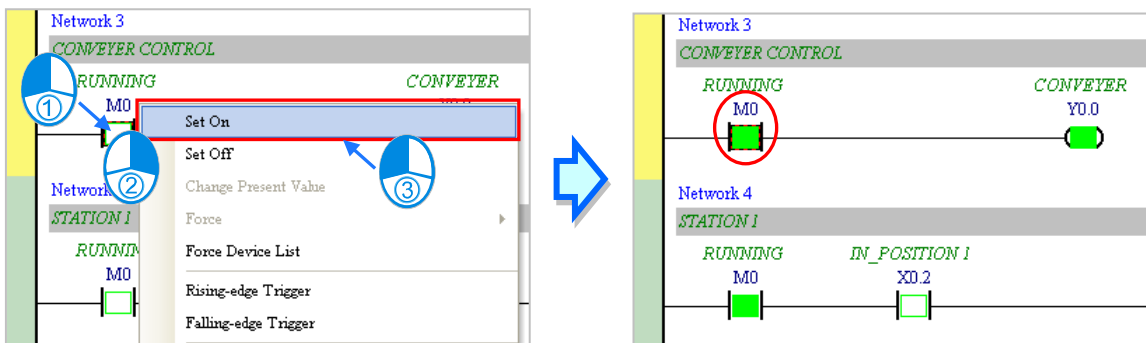 Network 3
CONVEYER CONTROL
RUNNING CONVEYER
M0
①
Set On
Set Off
②
③
Change Present Value
Network
STATION 1
Force
RUNNIN
Force Device List
M0
Rising-edge Trigger
Falling-edge Trigger
Network 3
CONVEYER CONTROL
RUNNING CONVEYER
M0 Y0.0
Network 4
STATION 1
RUNNING IN_POSITION 1
M0 X0.2